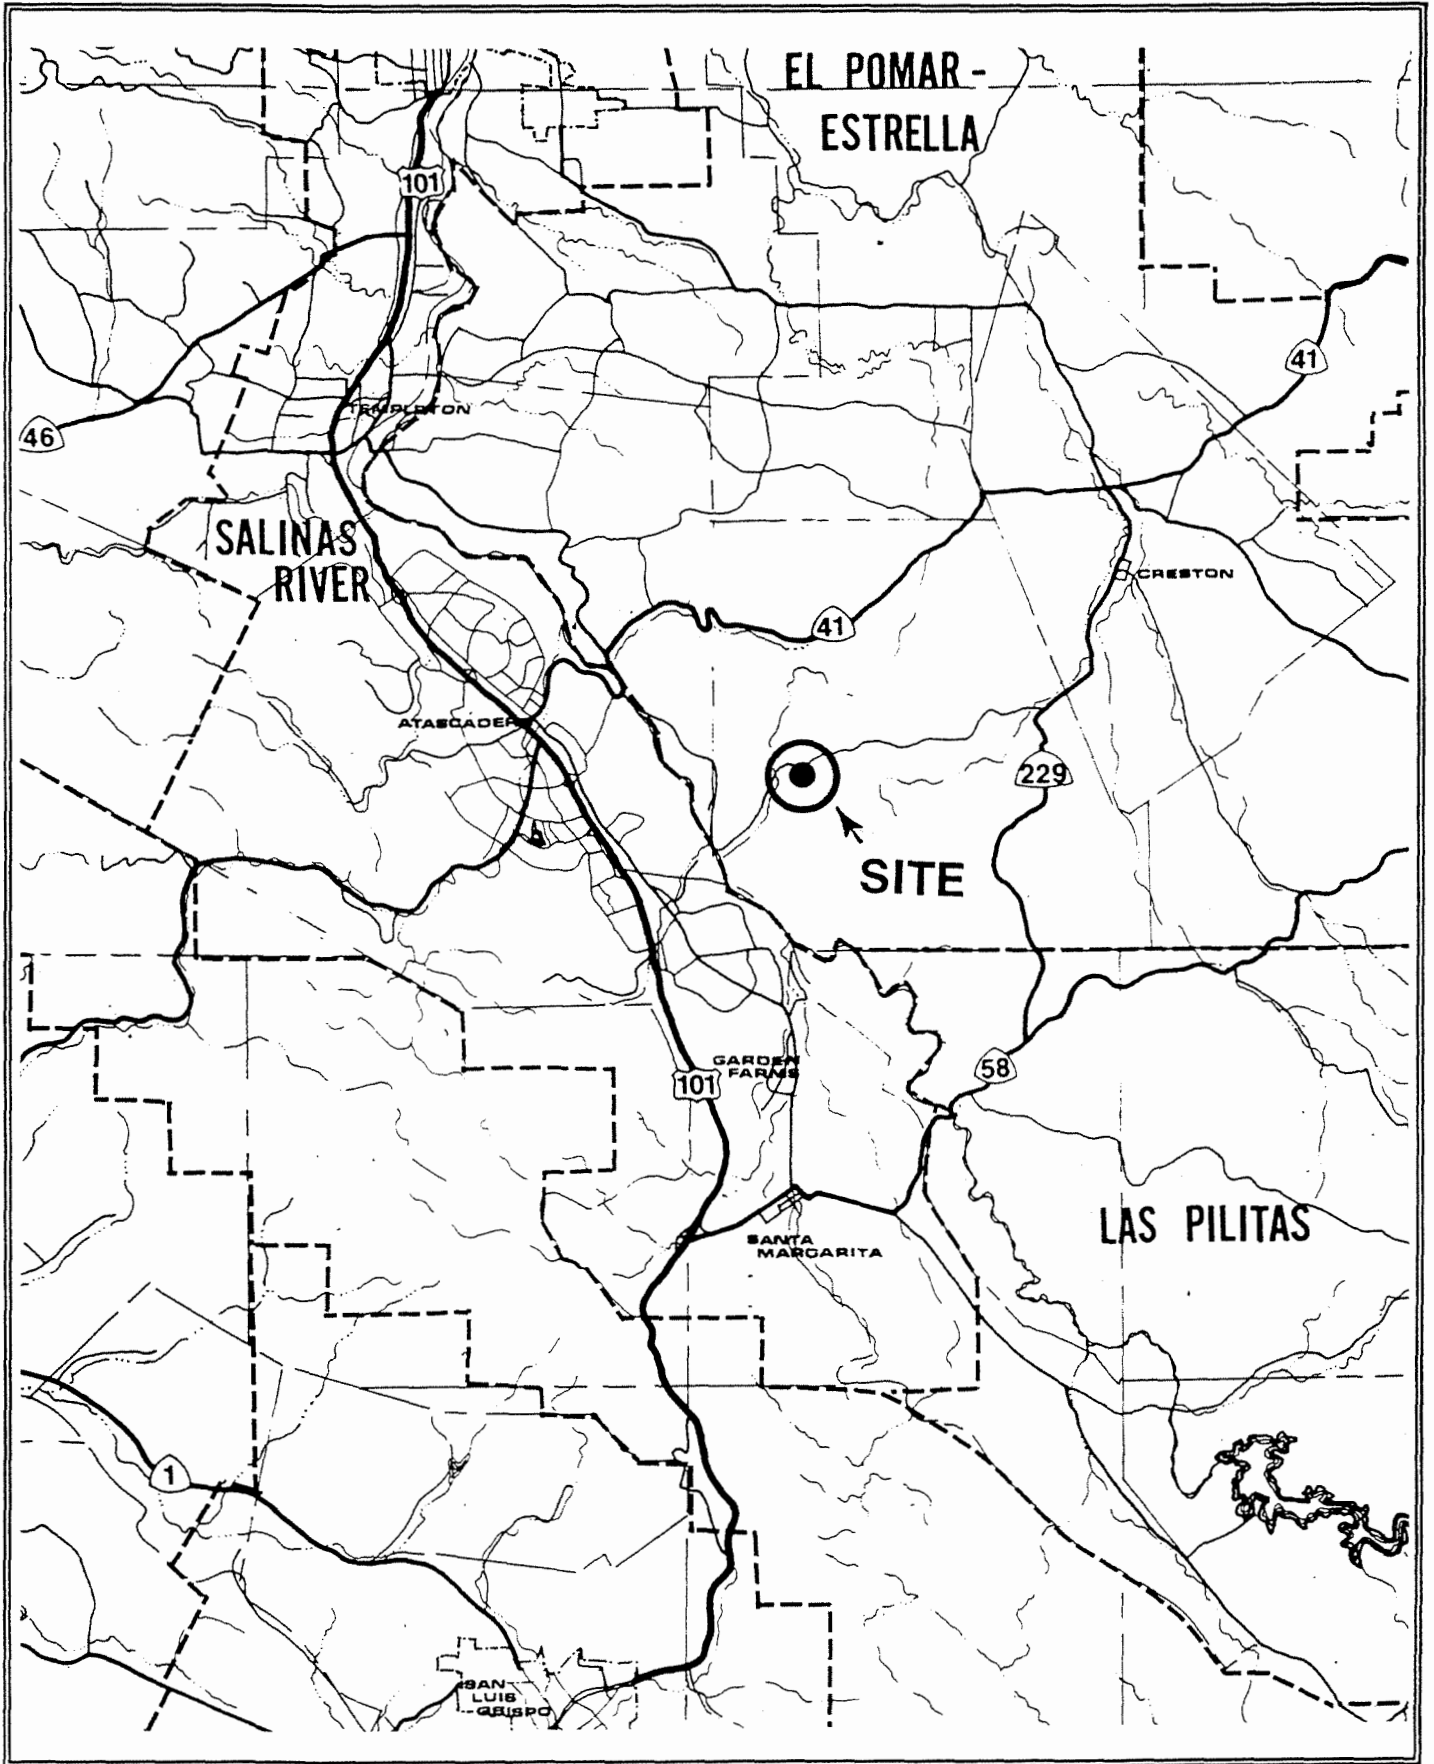 EL POMAR -
ESTRELLA
101
41
46
TEMPLETON
SALINAS
RIVER
CRESTON
41
ATASCADERO
229
SITE
GARDEN
FARMS
58
101
LAS PILITAS
SANTA
MARGARITA
1
SAN
LUIS
OBISPO